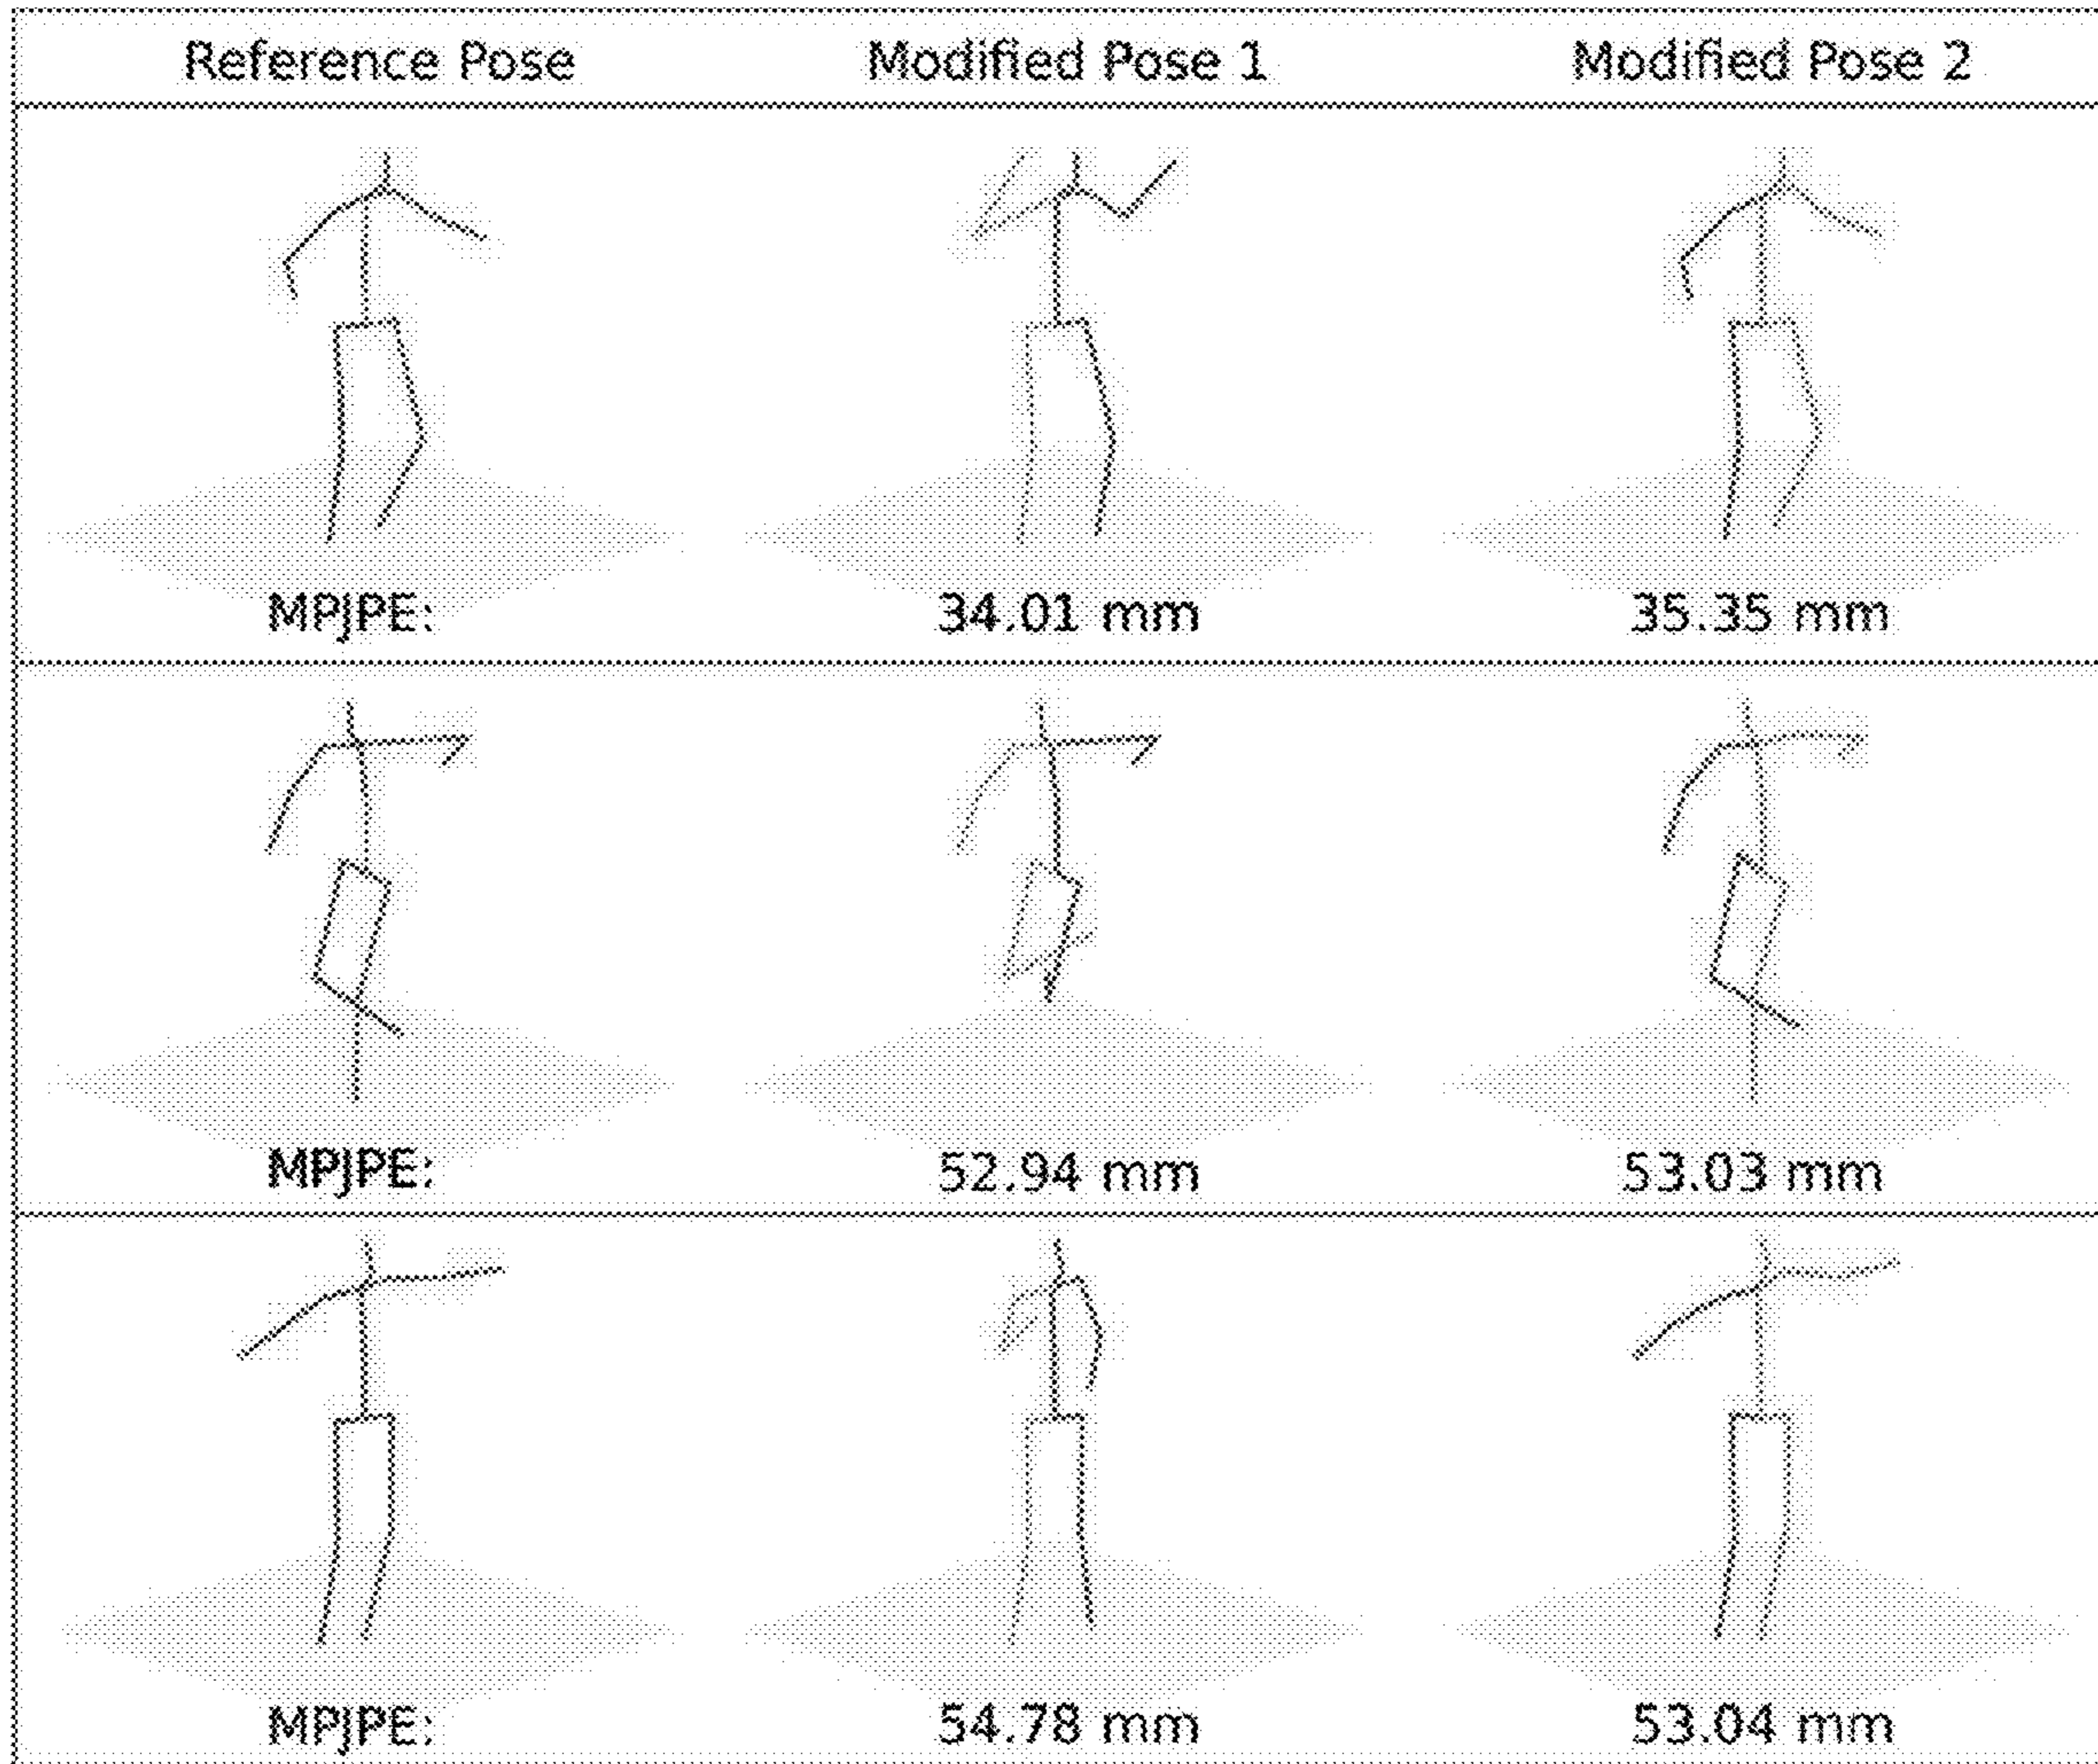 Reference Pose Modified Pose 1 Modified Pose 2
MPJPE: 34.01 mm 35.35 mm
MPJPE: 52.94 mm 53.03 mm
MPJPE: 54.78 mm 53.04 mm